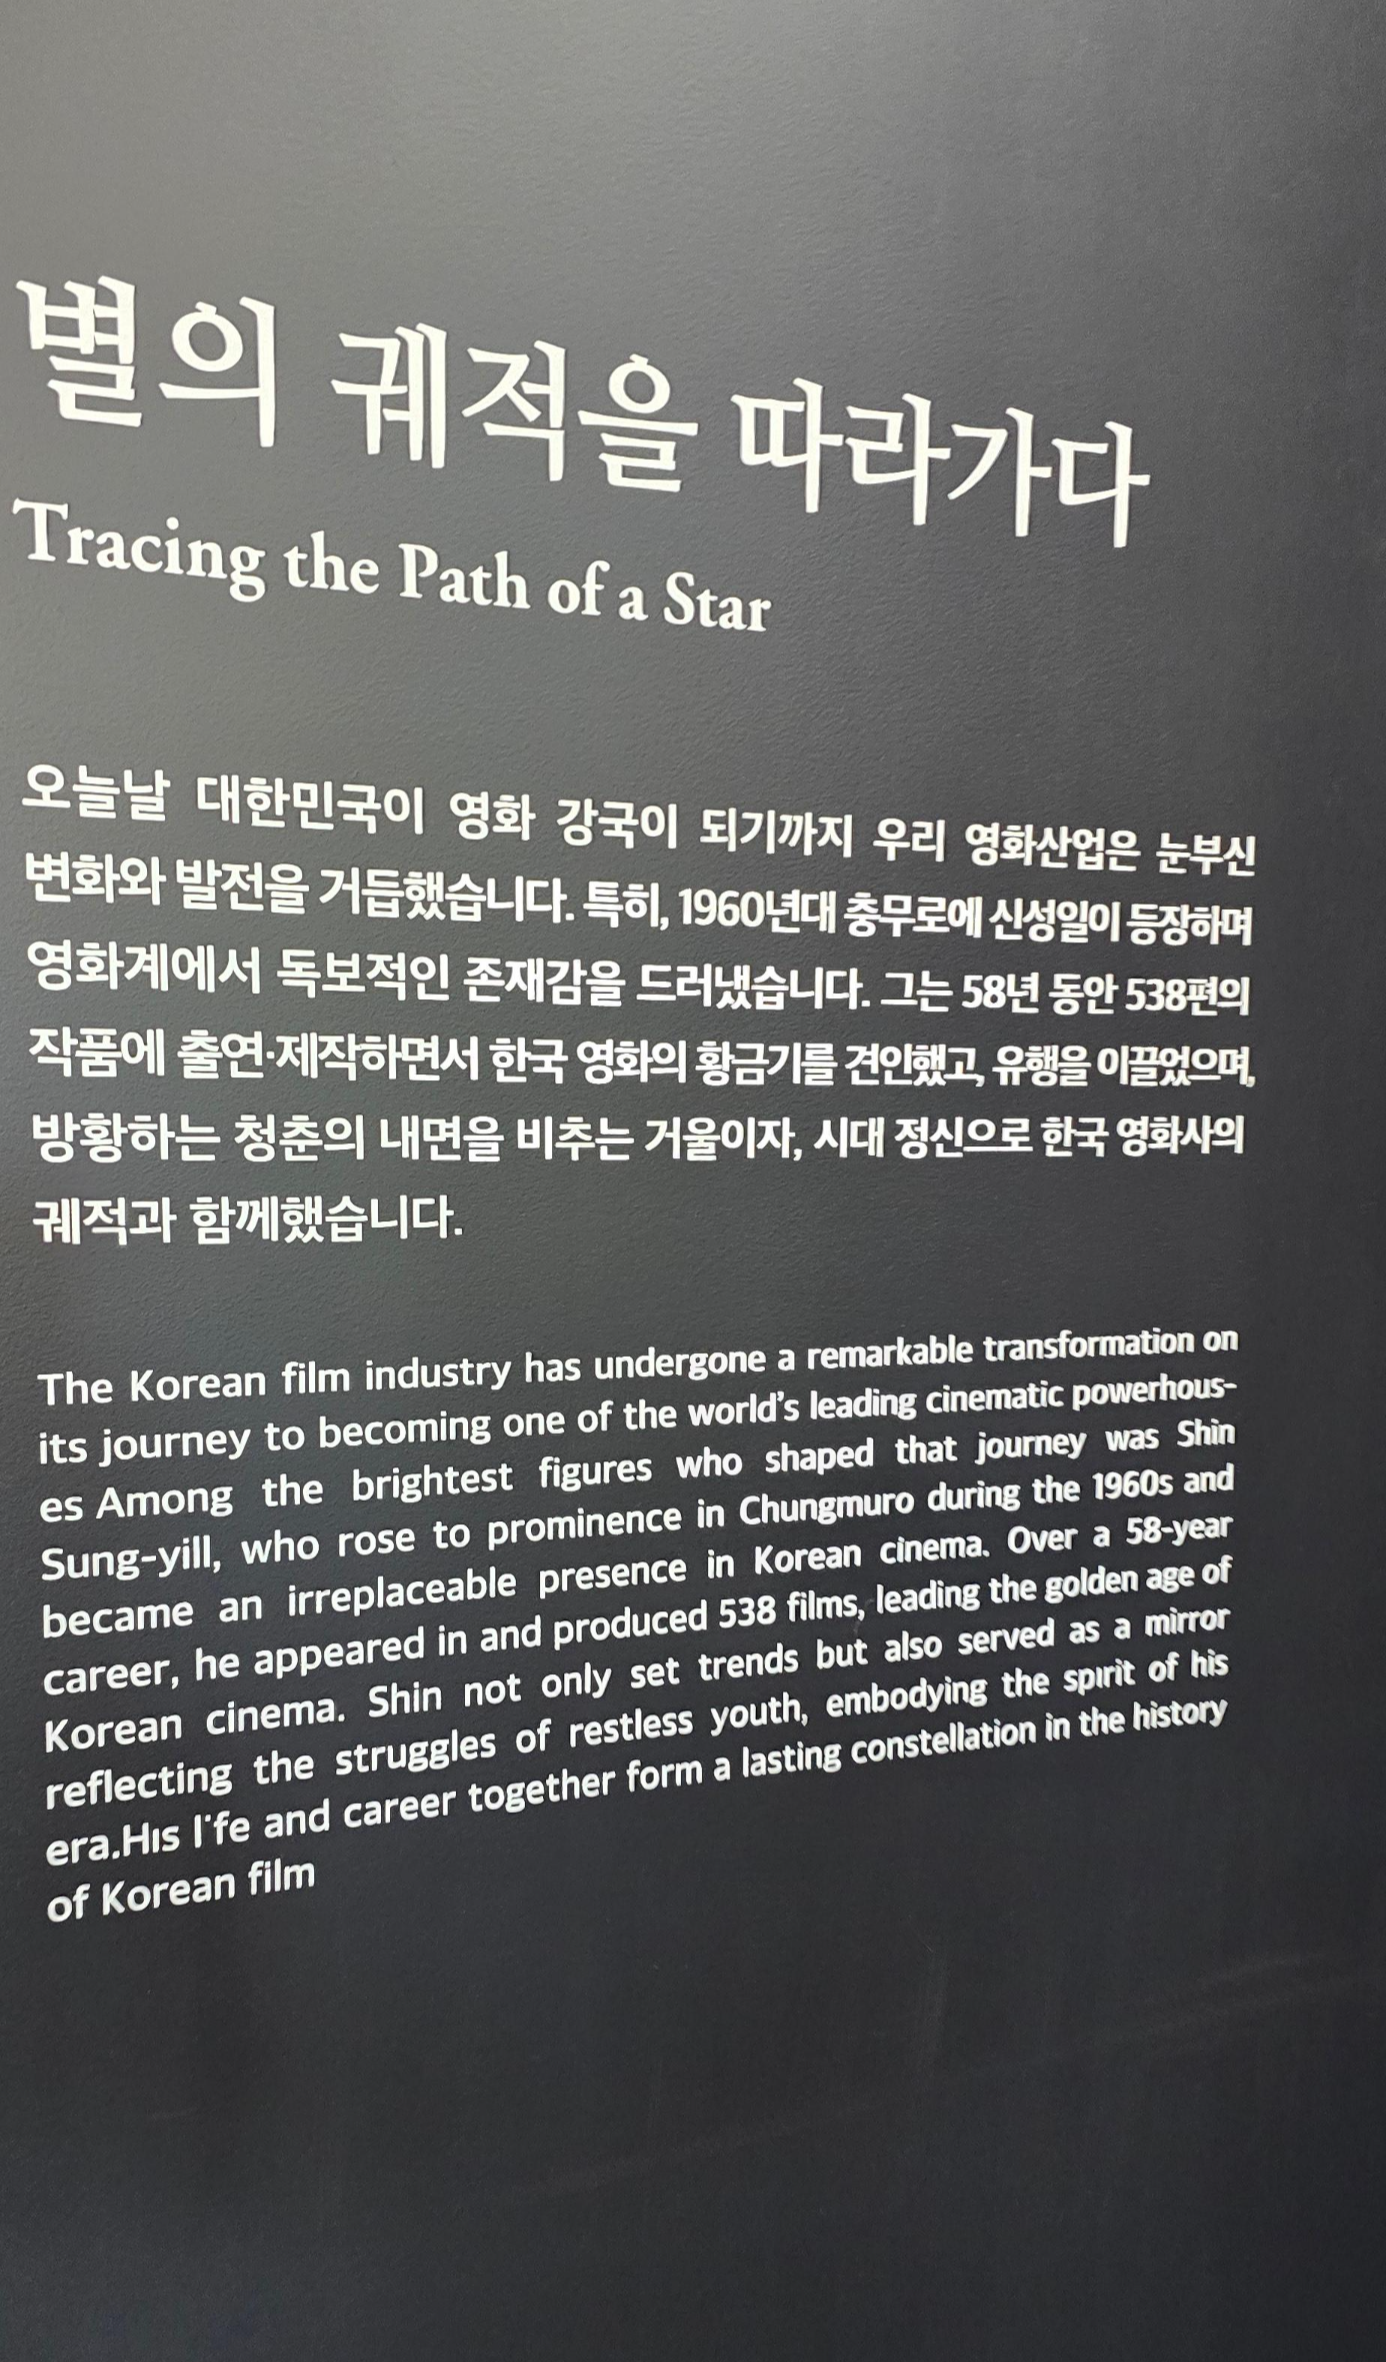 별의 궤적을 따라가다
Tracing the Path of a Star
오늘날 대한민국이 영화 강국이 되기까지 우리 영화산업은 눈부신
변화와 발전을 거듭했습니다. 특히, 1960년대 충무로에 신성일이 등장하며
영화계에서 독보적인 존재감을 드러냈습니다. 그는 58년 동안 538편의
작품에 출연·제작하면서 한국 영화의 황금기를 견인했고, 유행을 이끌었으며,
방황하는 청춘의 내면을 비추는 거울이자, 시대 정신으로 한국 영화사의
궤적과 함께했습니다.
The Korean film industry has undergone a remarkable transformation on
its journey to becoming one of the world's leading cinematic powerhous-
es Among the brightest figures who shaped that journey was Shin
Sung-yill, who rose to prominence in Chungmuro during the 1960s and
became an irreplaceable presence in Korean cinema. Over a 58-year
career, he appeared in and produced 538 films, leading the golden age of
Korean cinema. Shin not only set trends but also served as a mirror
reflecting the struggles of restless youth, embodying the spirit of his
era.His life and career together form a lasting constellation in the history
of Korean film